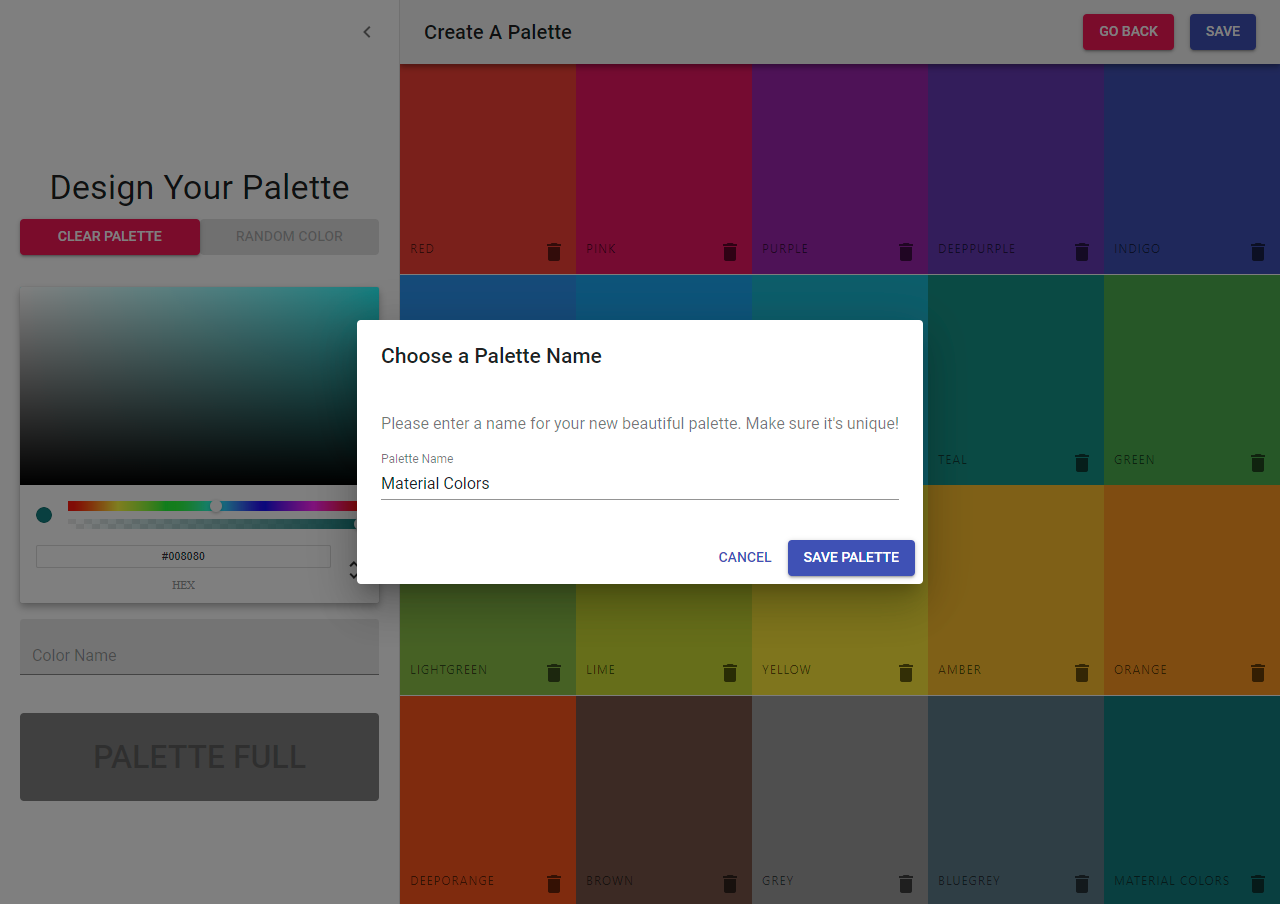 Create A Palette
GO BACK
SAVE
Design Your Palette
CLEAR PALETTE
RANDOM COLOR
#008080
HEX
Color Name
PALETTE FULL
RED
PINK
PURPLE
DEEPPURPLE
INDIGO
TEAL
GREEN
Choose a Palette Name
Please enter a name for your new beautiful palette. Make sure it's unique!
Palette Name
Material Colors
CANCEL
SAVE PALETTE
LIGHTGREEN
LIME
YELLOW
AMBER
ORANGE
DEEPORANGE
BROWN
GREY
BLUEGREY
MATERIAL COLORS